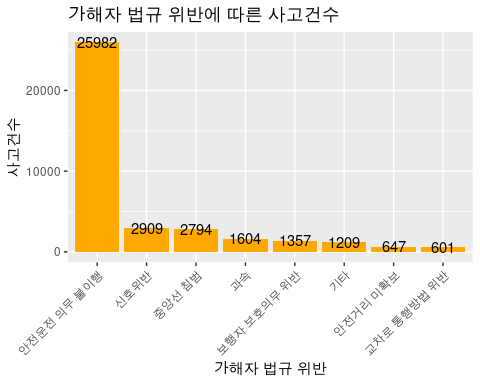 가해자 법규 위반에 따른 사고건수
사고건수
20000
10000
0
25982
2909
2794
1604
1357
1209
647
601
안전운전 의무 불이행
신호위반
중앙선 침범
과속
보행자 보호의무 위반
기타
안전거리 미확보
교차로 통행방법 위반
가해자 법규 위반